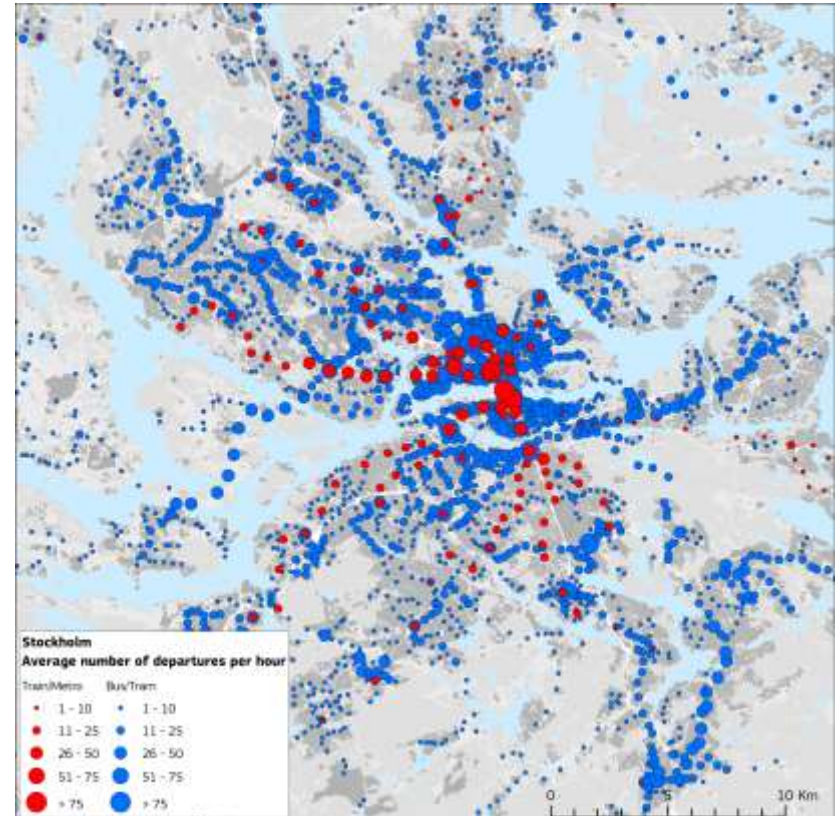 Stockholm
Average number of departures per hour
Train/Metro Bus/Tram
1 - 10 1 - 10
11 - 25 11 - 25
26 - 50 26 - 50
51 - 75 51 - 75
> 75 > 75
0 5 10 Km